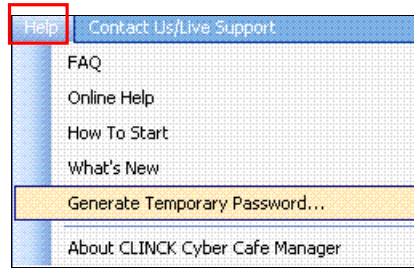 Help Contact Us/Live Support
FAQ
Online Help
How To Start
What's New
Generate Temporary Password...
About CLINCK Cyber Cafe Manager